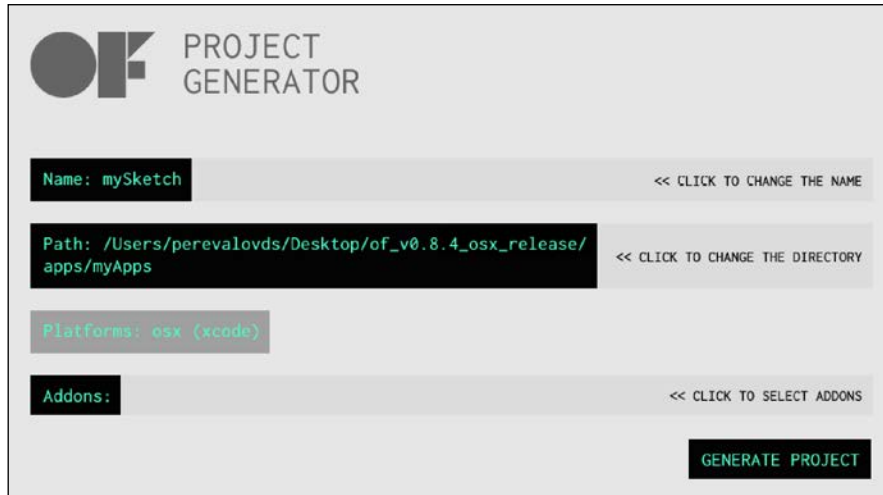 OF
PROJECT
GENERATOR
Name: mySketch
<< CLICK TO CHANGE THE NAME
Path: /Users/perevalovds/Desktop/of_v0.8.4_osx_release/
apps/myApps
<< CLICK TO CHANGE THE DIRECTORY
Platforms: osx (xcode)
Addons:
<< CLICK TO SELECT ADDONS
GENERATE PROJECT